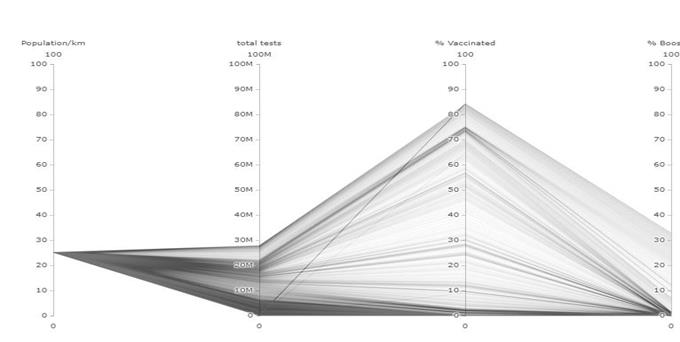 Population/km total tests % Vaccinated % Boos
100 100M 100 100
100 100M 100 100
90 90M 90 90
80 80M 80 80
70 70M 70 70
60 60M 60 60
50 50M 50 50
40 40M 40 40
30 30M 30 30
20 20M 20 20
10 10M 10 10
0 0 0 0
0 0 0 0